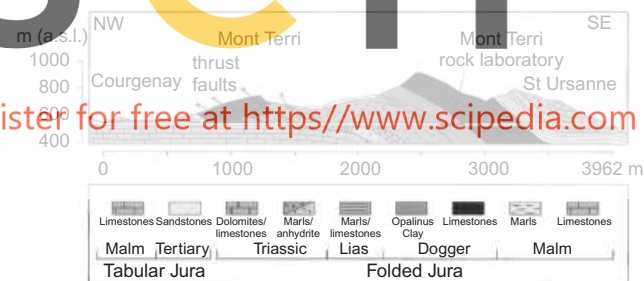 NW SE
m (a.s.l.)
Mont Terri Mont Terri
rock laboratory
thrust
faults
1000
800
600
400
Courgenay St Ursanne
ister for free at https//www.scipedia.com
0 1000 2000 3000 3962 m
Limestones Sandstones Dolomites/limestones Marls/anhydrite Marls/limestones Opalinus Clay Limestones Marls Limestones
Malm Tertiary Triassic Lias Dogger Malm
Tabular Jura Folded Jura